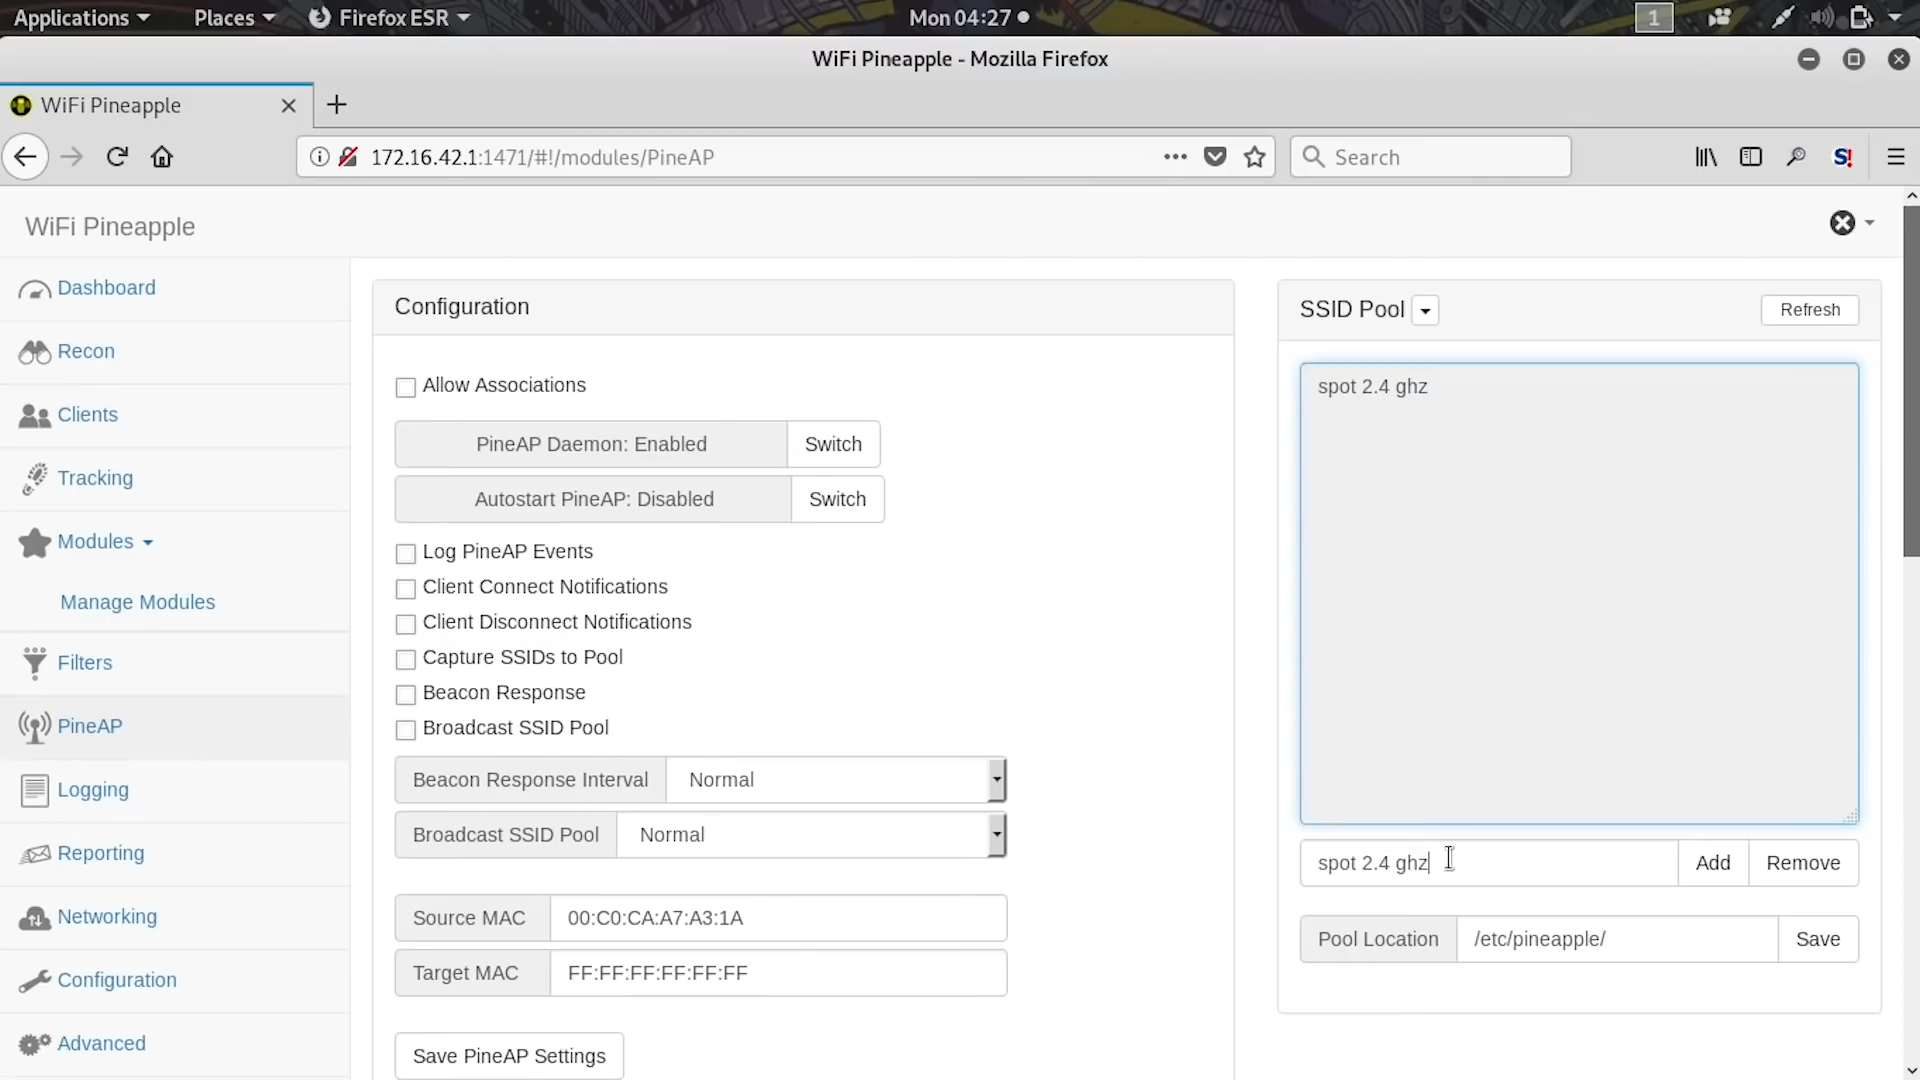 Applications
Places
Firefox ESR
Mon 04:27
1
WiFi Pineapple - Mozilla Firefox
WiFi Pineapple
172.16.42.1:1471/#!/modules/PineAP
Search
S!
WiFi Pineapple
Dashboard
Recon
Clients
Tracking
Modules
Manage Modules
Filters
PineAP
Logging
Reporting
Networking
Configuration
Advanced
Configuration
Allow Associations
PineAP Daemon: Enabled
Switch
Autostart PineAP: Disabled
Switch
Log PineAP Events
Client Connect Notifications
Client Disconnect Notifications
Capture SSIDs to Pool
Beacon Response
Broadcast SSID Pool
Beacon Response Interval
Normal
Broadcast SSID Pool
Normal
Source MAC
00:C0:CA:A7:A3:1A
Target MAC
FF:FF:FF:FF:FF:FF
Save PineAP Settings
SSID Pool
Refresh
spot 2.4 ghz
spot 2.4 ghz
Add
Remove
Pool Location
/etc/pineapple/
Save